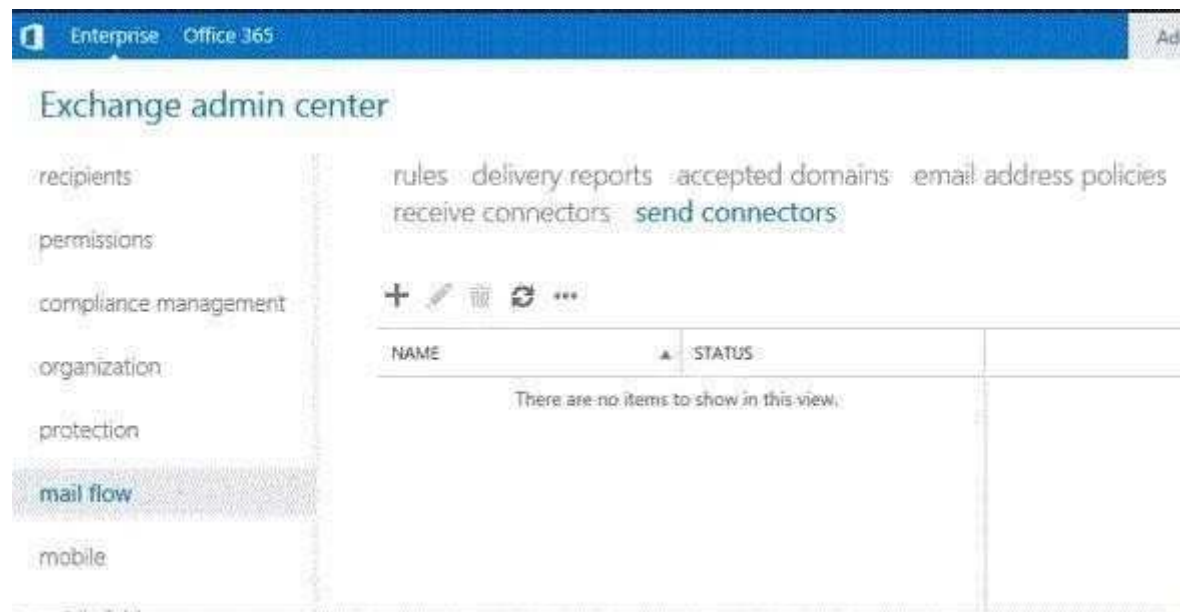 Enterprise Office 365
Ad
Exchange admin center
recipients
permissions
compliance management
organization
protection
mail flow
mobile
rules delivery reports accepted domains email address policies
receive connectors send connectors
NAME STATUS
There are no items to show in this view.